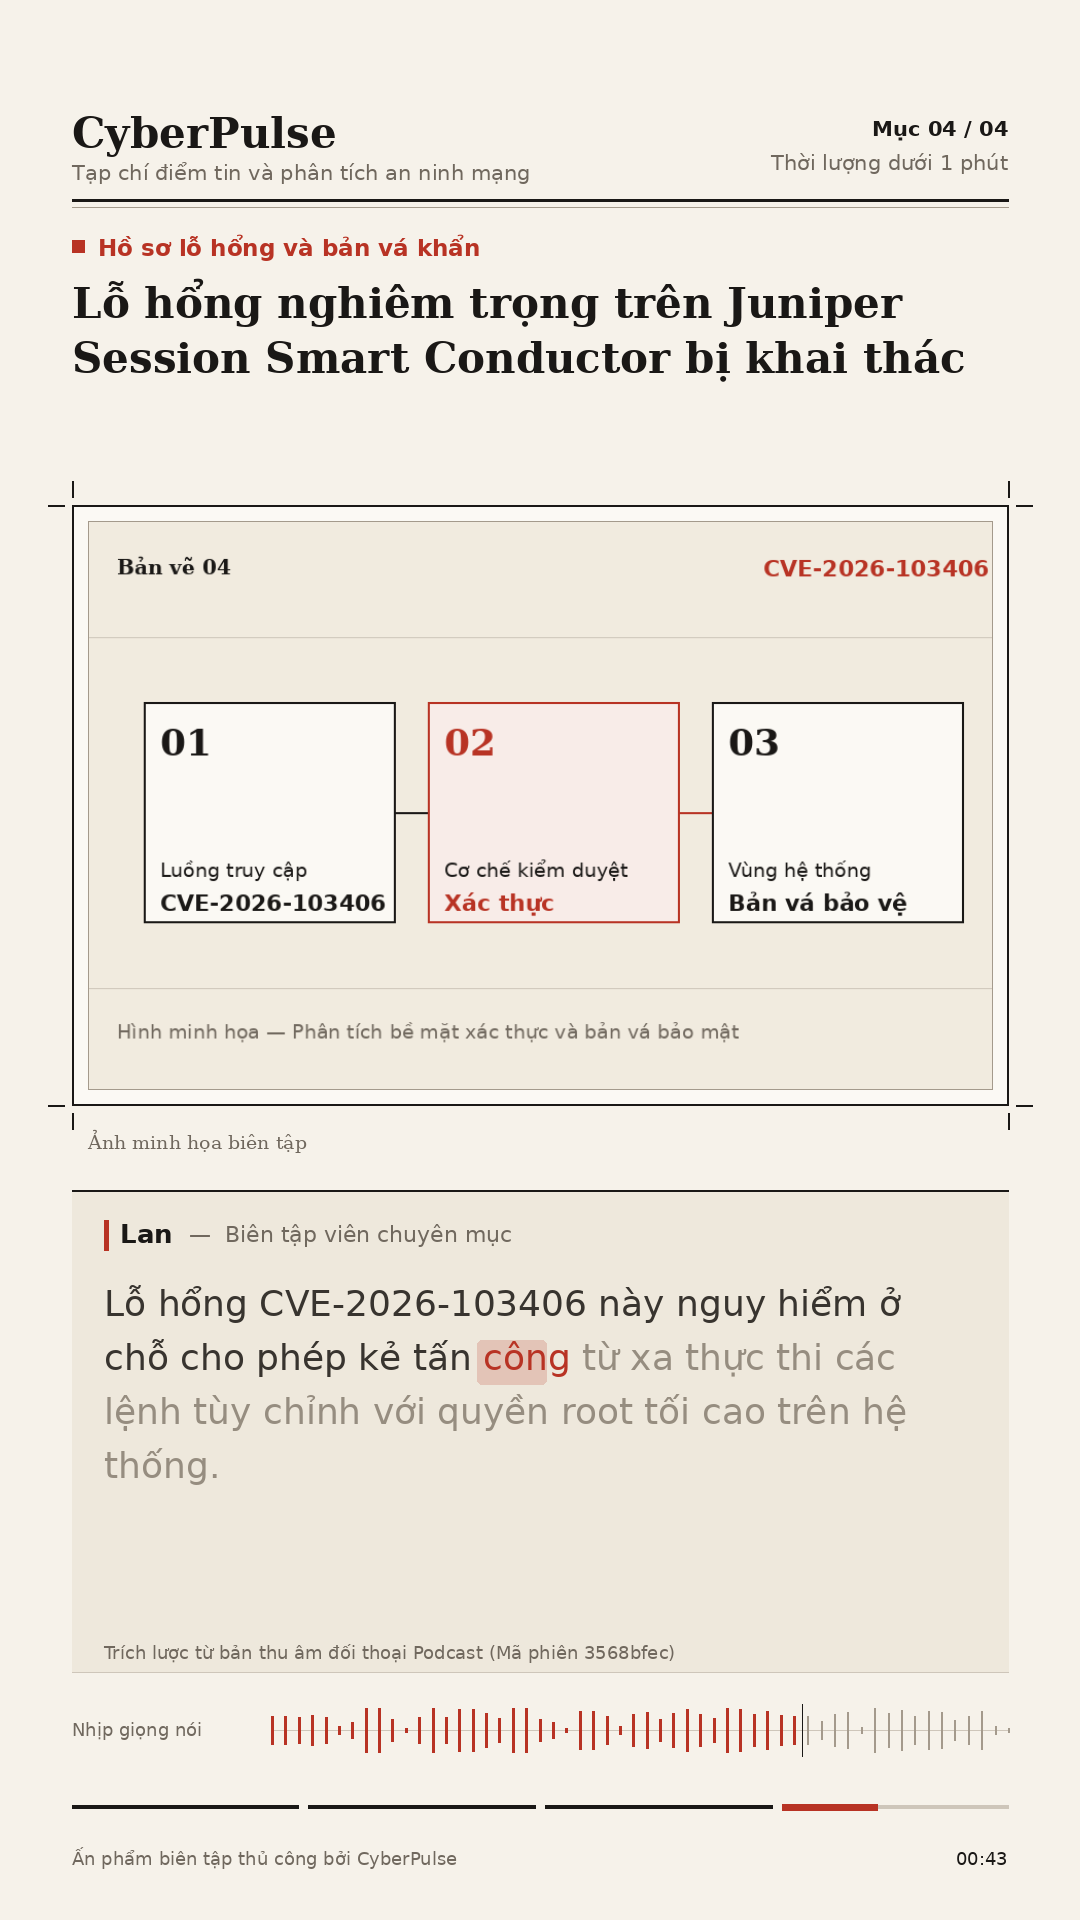 CyberPulse
Tạp chí điểm tin và phân tích an ninh mạng
Mục 04 / 04
Thời lượng dưới 1 phút
Hồ sơ lỗ hổng và bản vá khẩn
Lỗ hổng nghiêm trọng trên Juniper
Session Smart Conductor bị khai thác
Bản vẽ 04
CVE-2026-103406
01
Luồng truy cập
CVE-2026-103406
02
Cơ chế kiểm duyệt
Xác thực
03
Vùng hệ thống
Bản vá bảo vệ
Hình minh họa — Phân tích bề mặt xác thực và bản vá bảo mật
Ảnh minh họa biên tập
Lan — Biên tập viên chuyên mục
Lỗ hổng CVE-2026-103406 này nguy hiểm ở
chỗ cho phép kẻ tấn công từ xa thực thi các
lệnh tùy chỉnh với quyền root tối cao trên hệ
thống.
Trích lược từ bản thu âm đối thoại Podcast (Mã phiên 3568bfec)
Nhịp giọng nói
Ấn phẩm biên tập thủ công bởi CyberPulse
00:43